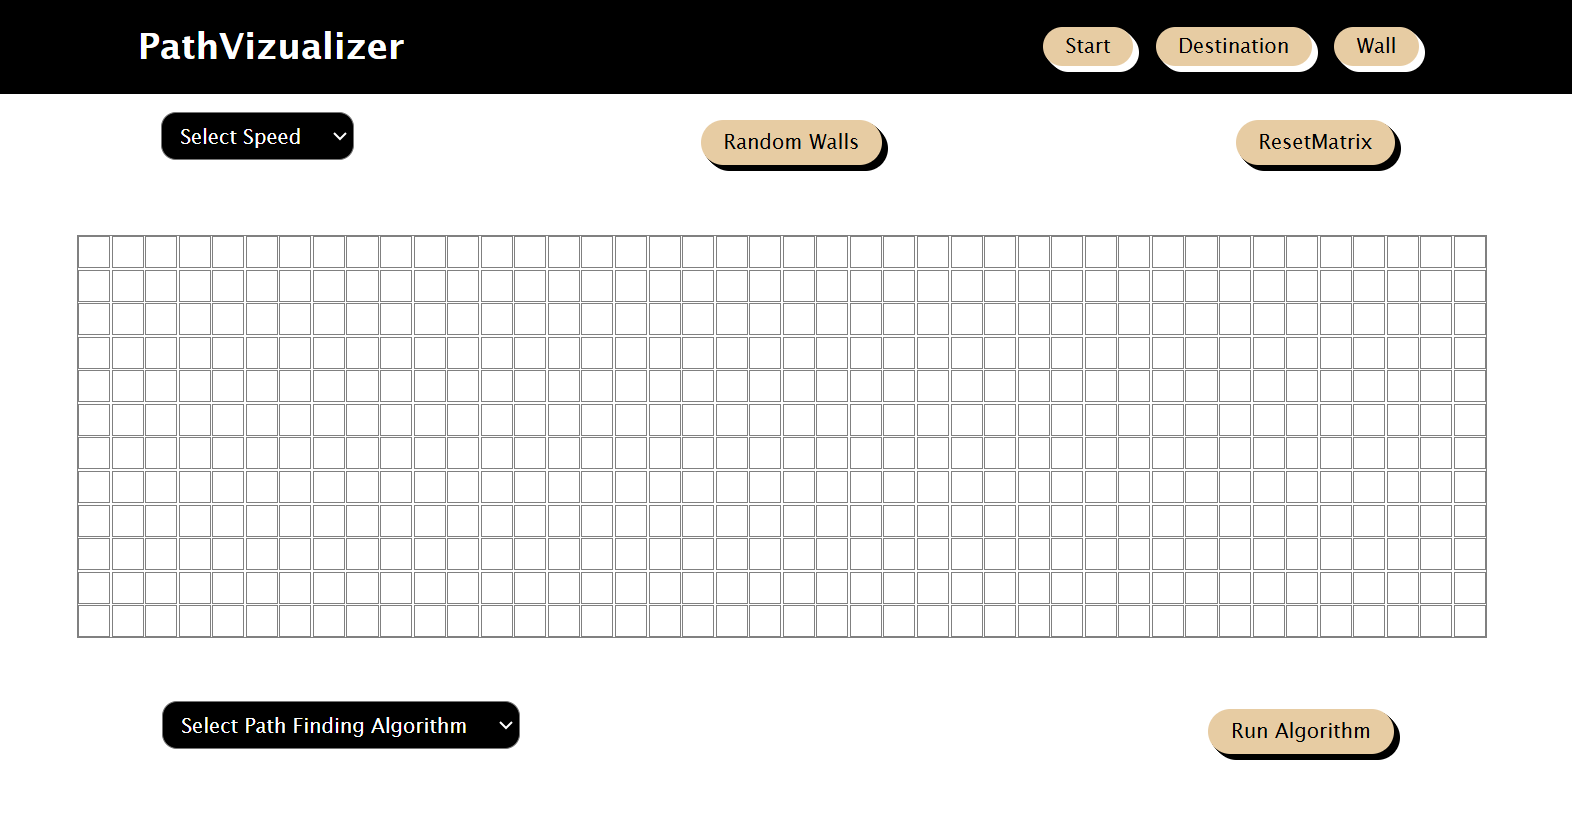 PathVizualizer
Start
Destination
Wall
Select Speed
Random Walls
ResetMatrix
Select Path Finding Algorithm
Run Algorithm